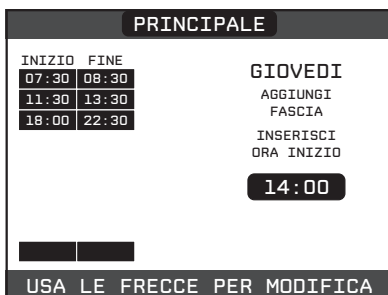 PRINCIPALE
INIZIO FINE
07:30 08:30
11:30 13:30
18:00 22:30
GIOVEDI
AGGIUNGI
FASCIA
INSERISCI
ORA INIZIO
14:00
USA LE FRECCE PER MODIFICA